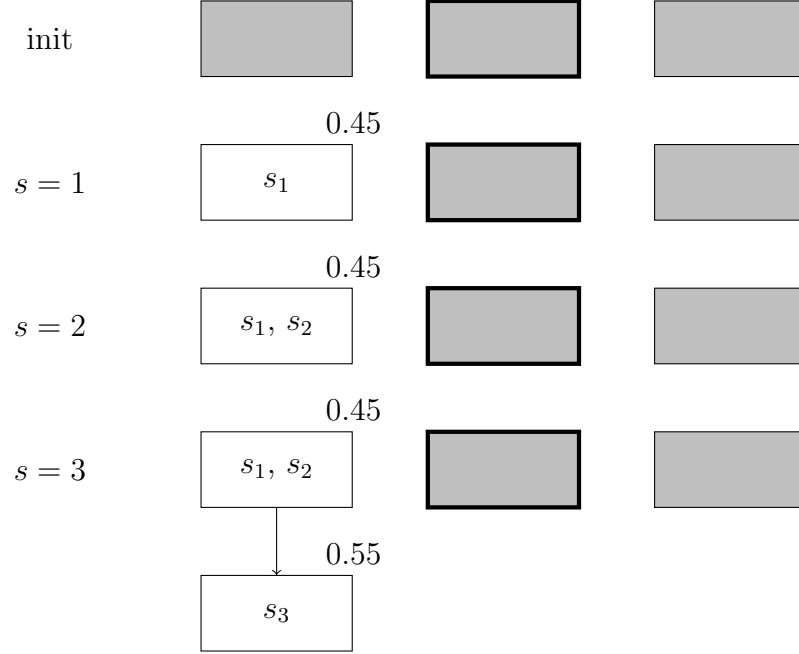 init
0.45
s = 1
s₁
0.45
s = 2
s₁, s₂
0.45
s = 3
s₁, s₂
0.55
s₃